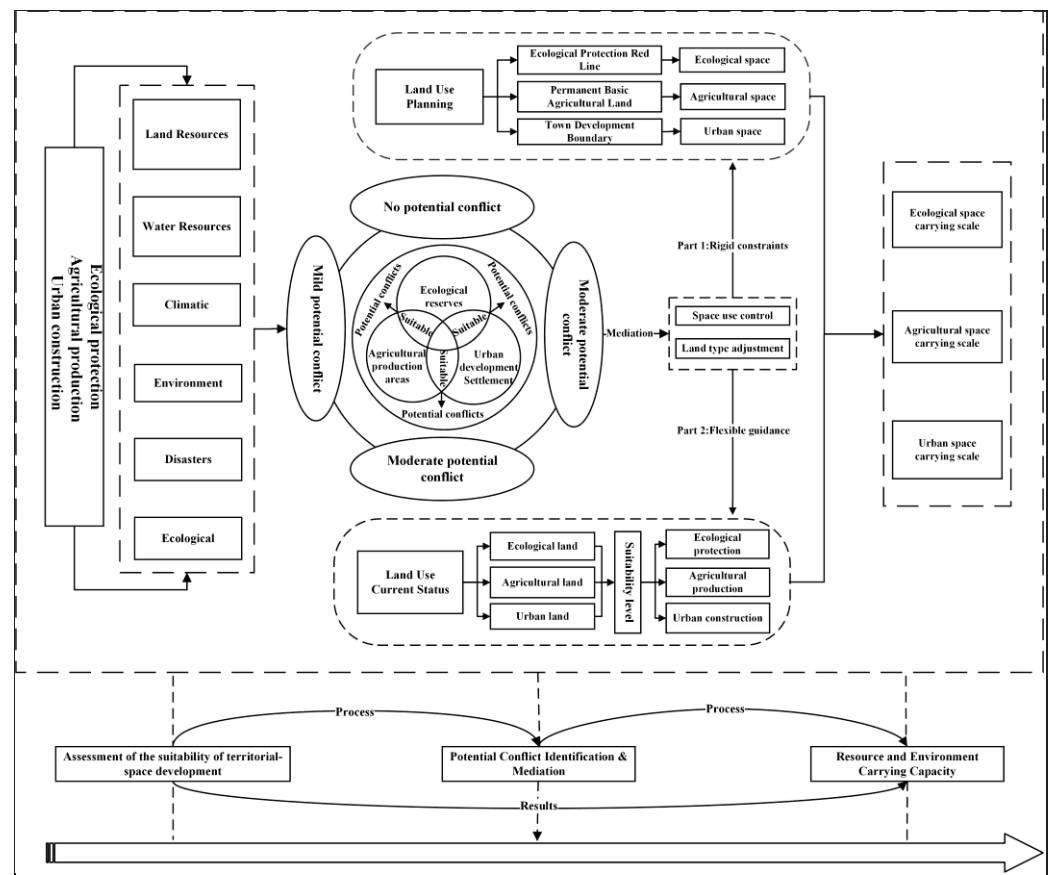 Ecological protection
Agricultural production
Urban construction
Land Resources
Water Resources
Climatic
Environment
Disasters
Ecological
No potential conflict
Mild potential conflict
Moderate potential
conflict
Moderate potential
conflict
Potential conflicts
Potential conflicts
Potential conflicts
Ecological
reserves
Suitable
Suitable
Suitable
Agricultural
production
areas
Urban
development
Settlement
Mediation
Land Use
Planning
Ecological Protection Red
Line
Permanent Basic
Agricultural Land
Town Development
Boundary
Ecological space
Agricultural space
Urban space
Part 1:Rigid constraints
Space use control
Land type adjustment
Part 2:Flexible guidance
Land Use
Current Status
Ecological land
Agricultural land
Urban land
Suitability level
Ecological
protection
Agricultural
production
Urban construction
Ecological space
carrying scale
Agricultural space
carrying scale
Urban space
carrying scale
Process
Process
Assessment of the suitability of territorial-
space development
Potential Conflict Identification &
Mediation
Resource and Environment
Carrying Capacity
Results